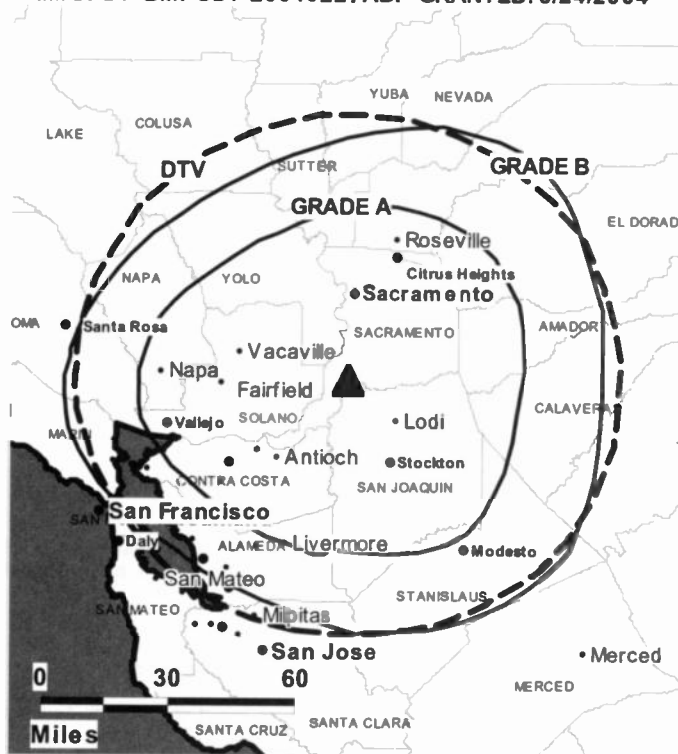 YUBA
NEVADA
COLUSA
LAKE
DTV
SUTTER
GRADE B
GRADE A
EL DORAD
Roseville
Citrus Heights
NAPA
YOLO
Sacramento
OMA
Santa Rosa
SACRAMENTO
AMADOR
Vacaville
Napa
Fairfield
CALAVERA
SOLANO
Lodi
Vallejo
MARIN
Antioch
Stockton
CONTRA COSTA
SAN JOAQUIN
SAN
San Francisco
Daly
ALAMEDA
Livermore
Modesto
San Mateo
STANISLAUS
SAN MATEO
Milpitas
San Jose
Merced
0 30 60
MERCED
Miles
SANTA CRUZ
SANTA CLARA